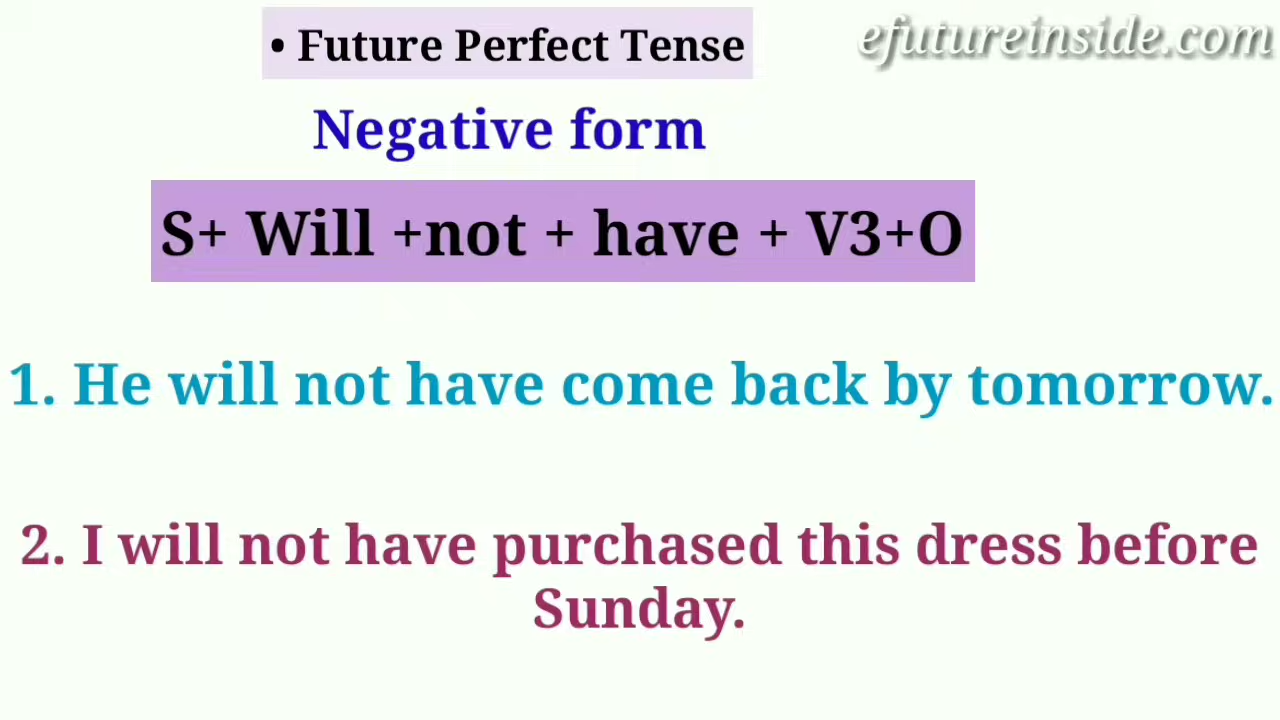 • Future Perfect Tense
efutureinside.com
Negative form
S+ Will +not + have + V3+O
1. He will not have come back by tomorrow.
2. I will not have purchased this dress before
Sunday.